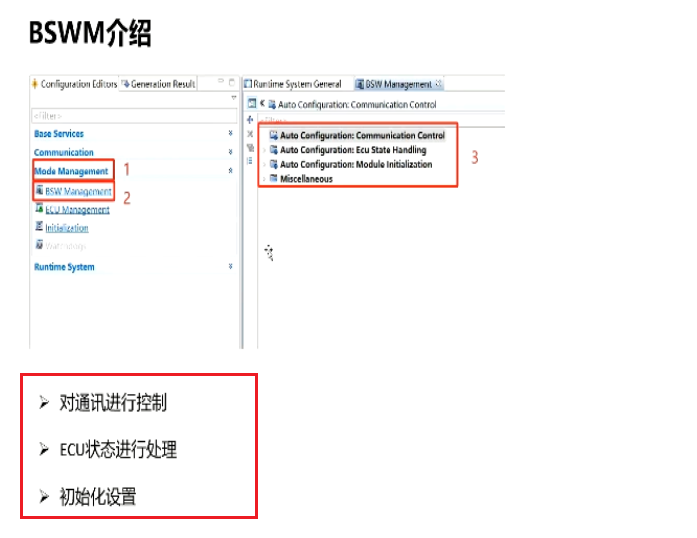 BSWM介绍
Configuration Editors Generation Result
Runtime System General BSW Management
Auto Configuration: Communication Control
<Filter>
Base Services
Communication
Mode Management 1
BSW Management 2
ECU Management
Initialization
Runtime System
Auto Configuration: Communication Control
Auto Configuration: Ecu State Handling
Auto Configuration: Module Initialization
Miscellaneous
3
对通讯进行控制
ECU状态进行处理
初始化设置